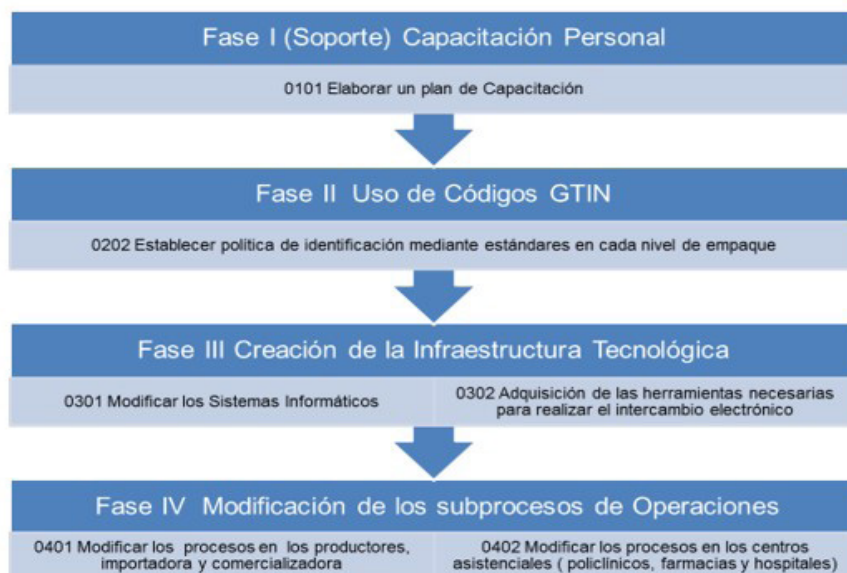 Fase I (Soporte) Capacitación Personal
0101 Elaborar un plan de Capacitación
Fase II Uso de Códigos GTIN
0202 Establecer política de identificación mediante estándares en cada nivel de empaque
Fase III Creación de la Infraestructura Tecnológica
0301 Modificar los Sistemas Informáticos
0302 Adquisición de las herramientas necesarias
para realizar el intercambio electrónico
Fase IV Modificación de los subprocesos de Operaciones
0401 Modificar los procesos en los productores,
importadora y comercializadora
0402 Modificar los procesos en los centros
asistenciales ( policlínicos, farmacias y hospitales)